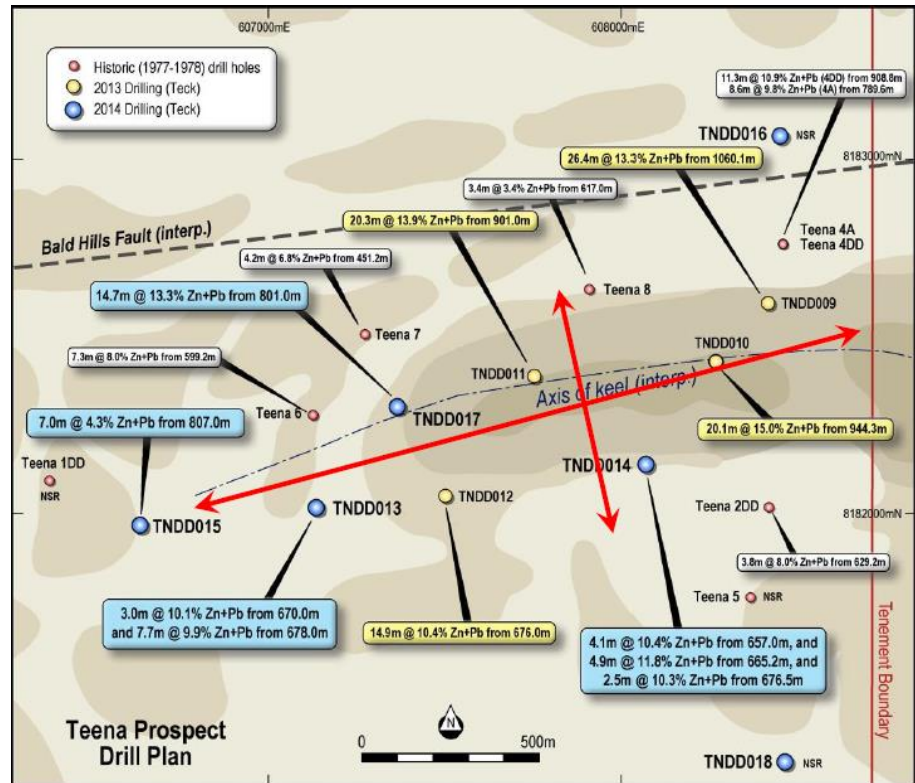 607000mE
608000mE
Historic (1977-1978) drill holes
2013 Drilling (Teck)
2014 Drilling (Teck)
11.3m @ 10.9% Zn+Pb (4DD) from 908.8m
8.6m @ 9.8% Zn+Pb (4A) from 789.6m
TNDD016
NSR
8183000mN
26.4m @ 13.3% Zn+Pb from 1060.1m
3.4m @ 3.4% Zn+Pb from 617.0m
20.3m @ 13.9% Zn+Pb from 901.0m
Bald Hills Fault (interp.)
Teena 4A
Teena 4DD
4.2m @ 6.8% Zn+Pb from 451.2m
14.7m @ 13.3% Zn+Pb from 801.0m
Teena 8
TNDD009
Teena 7
TNDD010
7.3m @ 8.0% Zn+Pb from 599.2m
TNDD011
Axis of keel (interp.)
7.0m @ 4.3% Zn+Pb from 807.0m
Teena 6
TNDD017
20.1m @ 15.0% Zn+Pb from 944.3m
Teena 1DD
NSR
TNDD014
TNDD015
TNDD013
TNDD012
Teena 2DD
8182000mN
3.8m @ 8.0% Zn+Pb from 629.2m
Teena 5
NSR
3.0m @ 10.1% Zn+Pb from 670.0m
and 7.7m @ 9.9% Zn+Pb from 678.0m
14.9m @ 10.4% Zn+Pb from 676.0m
4.1m @ 10.4% Zn+Pb from 657.0m, and
4.9m @ 11.8% Zn+Pb from 665.2m, and
2.5m @ 10.3% Zn+Pb from 676.5m
Tenement Boundary
Teena Prospect
Drill Plan
N
0
500m
TNDD018
NSR